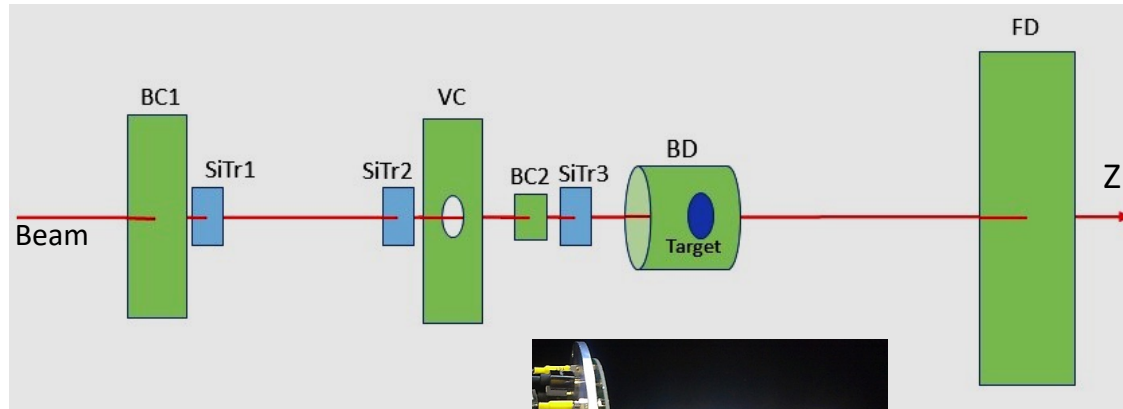 FD
BC1
VC
SiTr1
SiTr2
BC2
SiTr3
BD
Z
Beam
Target